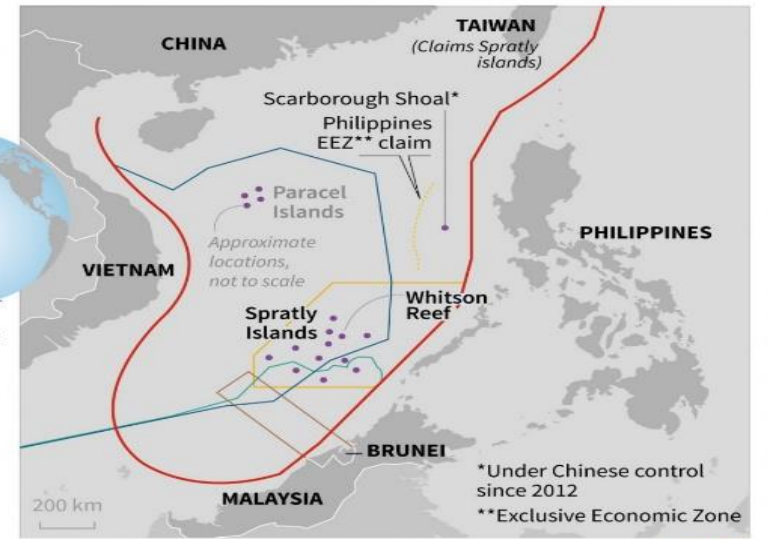 TAIWAN
(Claims Spratly
islands)
CHINA
Scarborough Shoal*
Philippines
EEZ** claim
Paracel
Islands
Approximate
locations,
not to scale
PHILIPPINES
VIETNAM
Whitson
Reef
Spratly
Islands
BRUNEI
*Under Chinese control
since 2012
MALAYSIA
200 km
**Exclusive Economic Zone